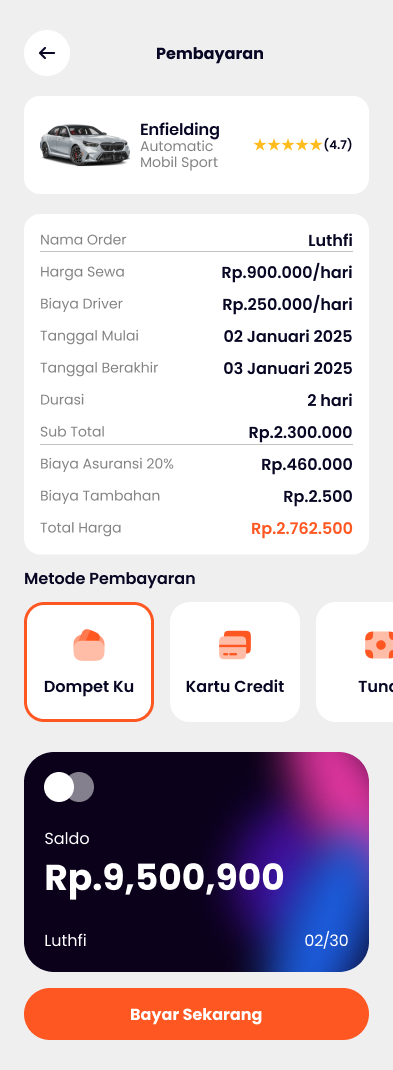 Pembayaran
Enfielding
Automatic
Mobil Sport
★★★★★(4.7)
Nama Order Luthfi
Harga Sewa Rp.900.000/hari
Biaya Driver Rp.250.000/hari
Tanggal Mulai 02 Januari 2025
Tanggal Berakhir 03 Januari 2025
Durasi 2 hari
Sub Total Rp.2.300.000
Biaya Asuransi 20% Rp.460.000
Biaya Tambahan Rp.2.500
Total Harga Rp.2.762.500
Metode Pembayaran
Dompet Ku Kartu Credit
Saldo
Rp.9,500,900
Luthfi 02/30
Bayar Sekarang